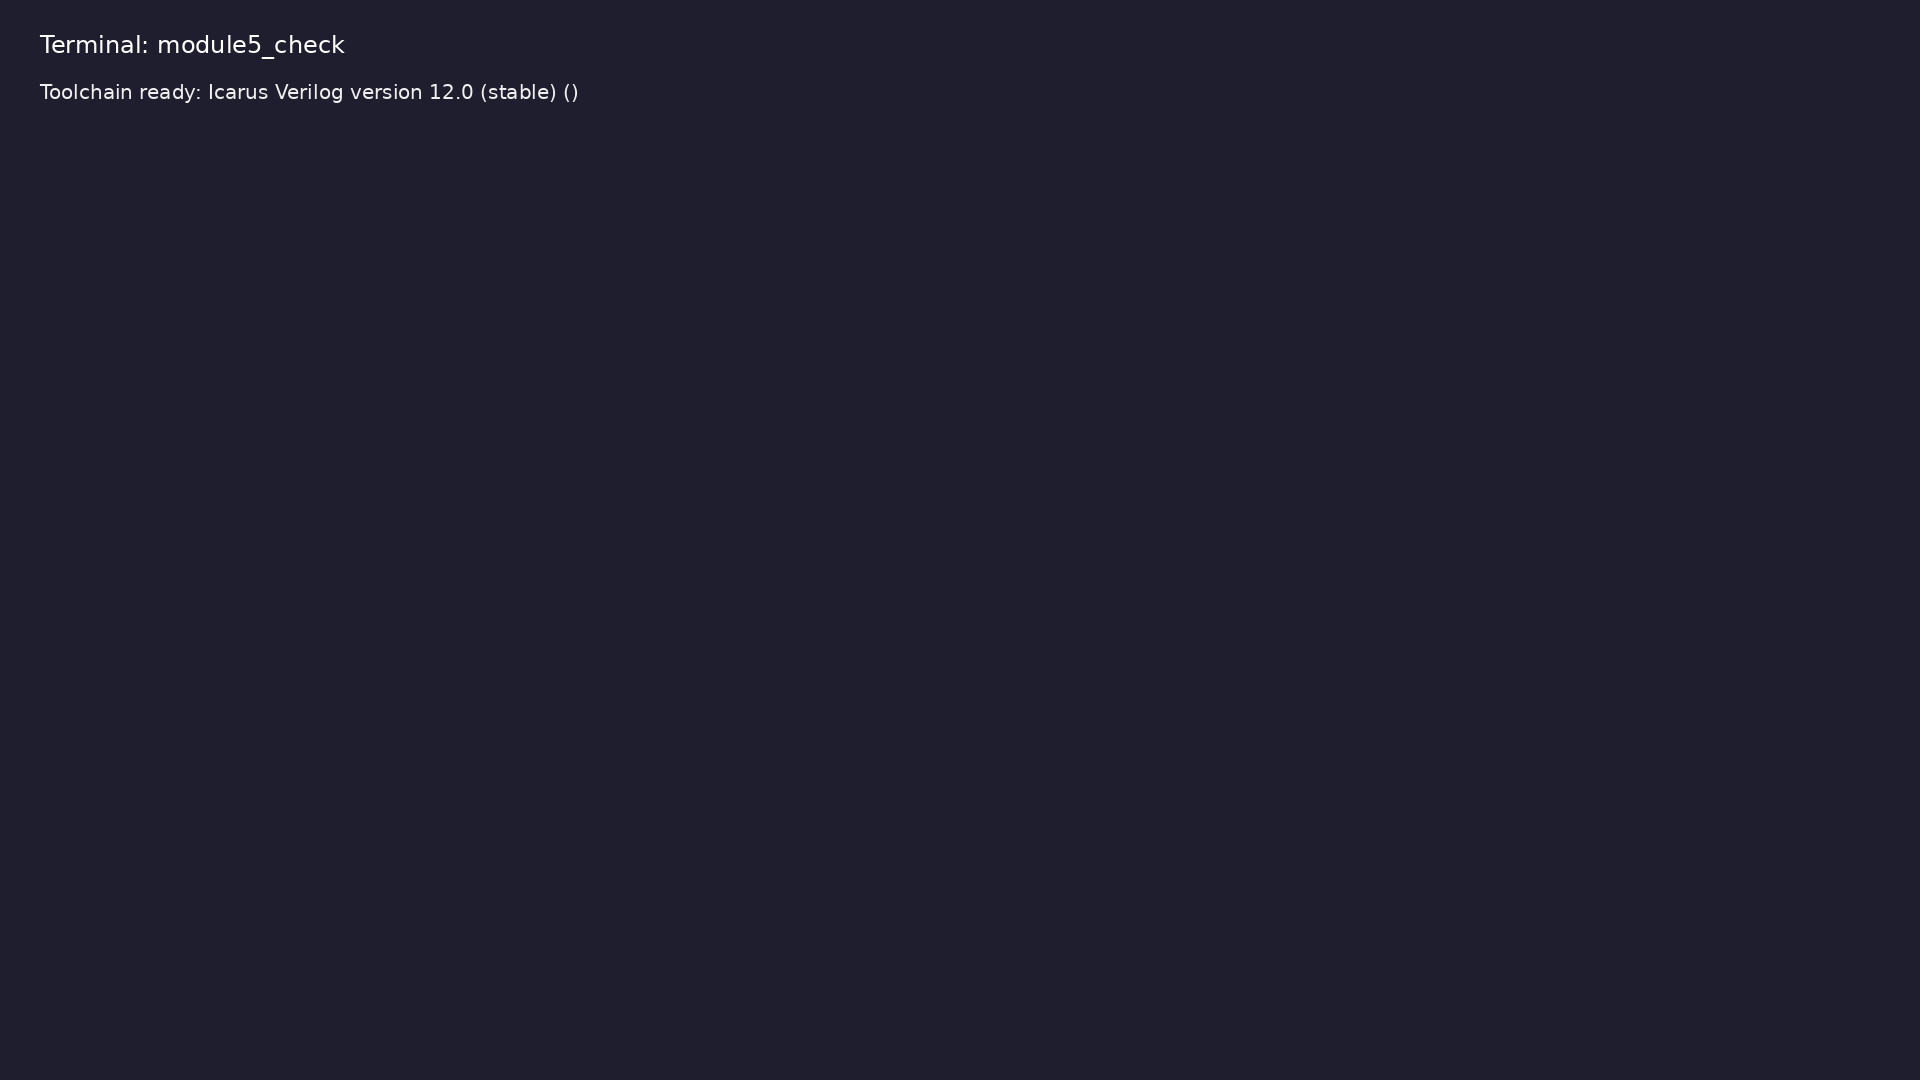 Terminal: module5_check
Toolchain ready: Icarus Verilog version 12.0 (stable) ()